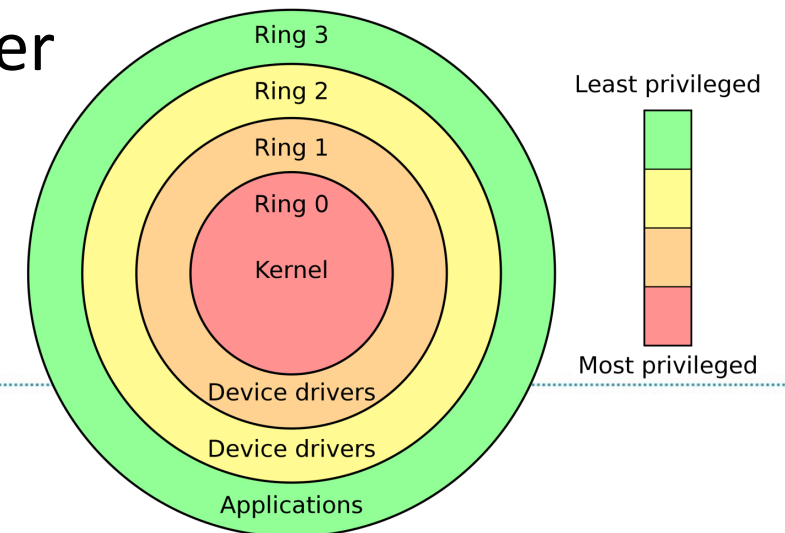 er
Ring 3
Ring 2
Ring 1
Ring 0
Kernel
Device drivers
Device drivers
Applications
Least privileged
Most privileged